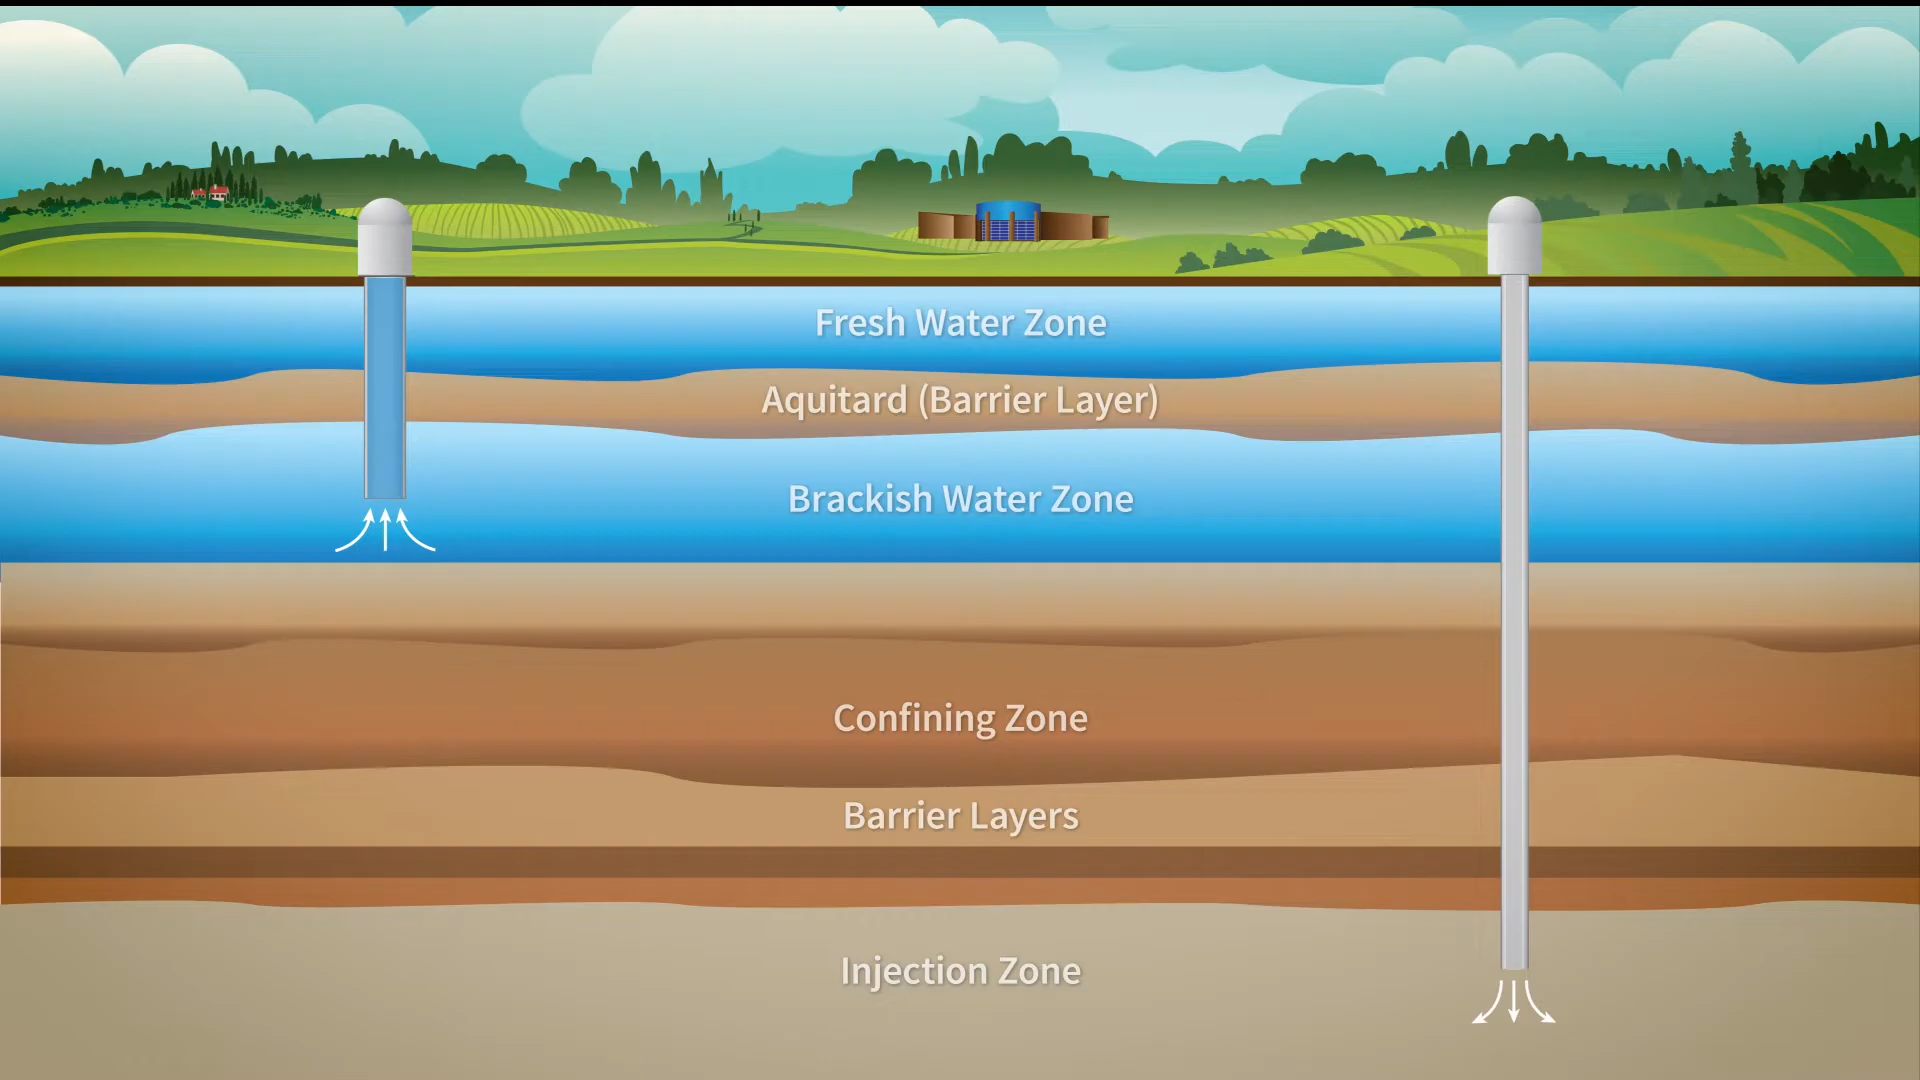 Fresh Water Zone
Aquitard (Barrier Layer)
Brackish Water Zone
Confining Zone
Barrier Layers
Injection Zone